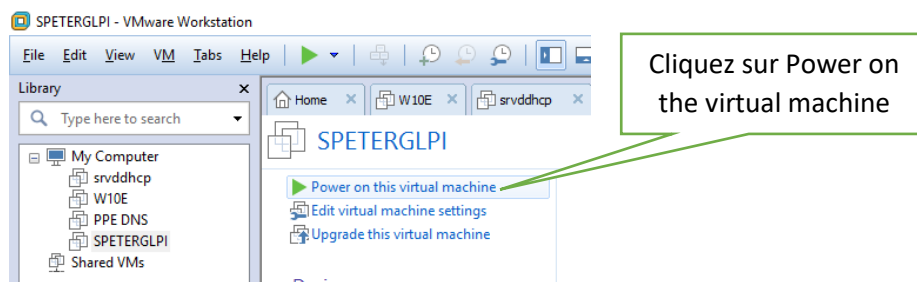 SPETERGLPI - VMware Workstation
File Edit View VM Tabs Help
Cliquez sur Power on
the virtual machine
Library
Type here to search
My Computer
srvddhcp
W10E
PPE DNS
SPETERGLPI
Shared VMs
Home W10E srvddhcp
SPETERGLPI
Power on this virtual machine
Edit virtual machine settings
Upgrade this virtual machine